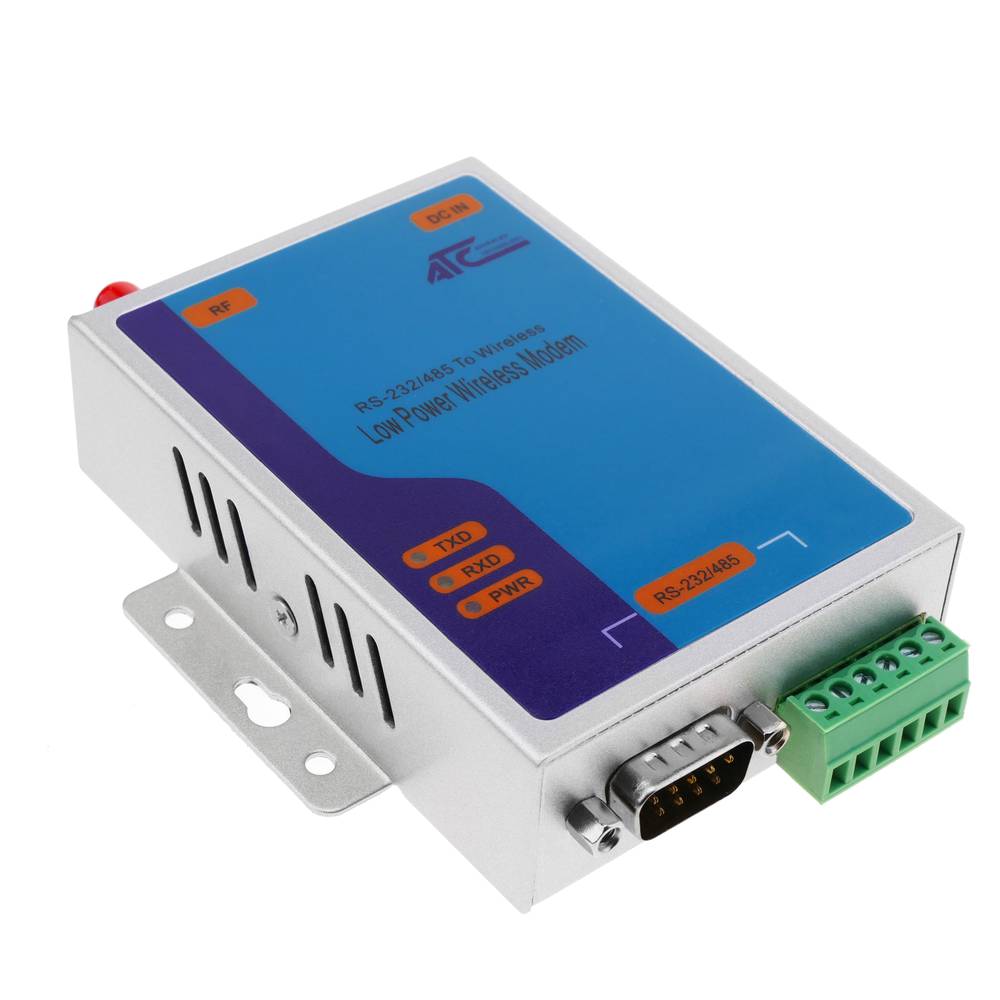 DC IN
ATC
RF
RS-232/485 To Wireless
Low Power Wireless Modem
TXD
RXD
PWR
RS-232/485